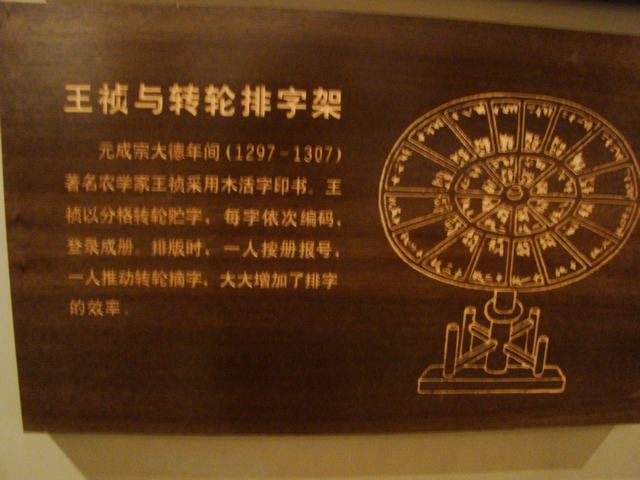 王祯与转轮排字架
元成宗大德年间(1297-1307)
著名农学家王祯采用木活字印书。王
祯以分格转轮贮字，每字依次编码，
登录成册。排版时，一人按册报号，
一人推动转轮摘字，大大增加了排字
的效率。